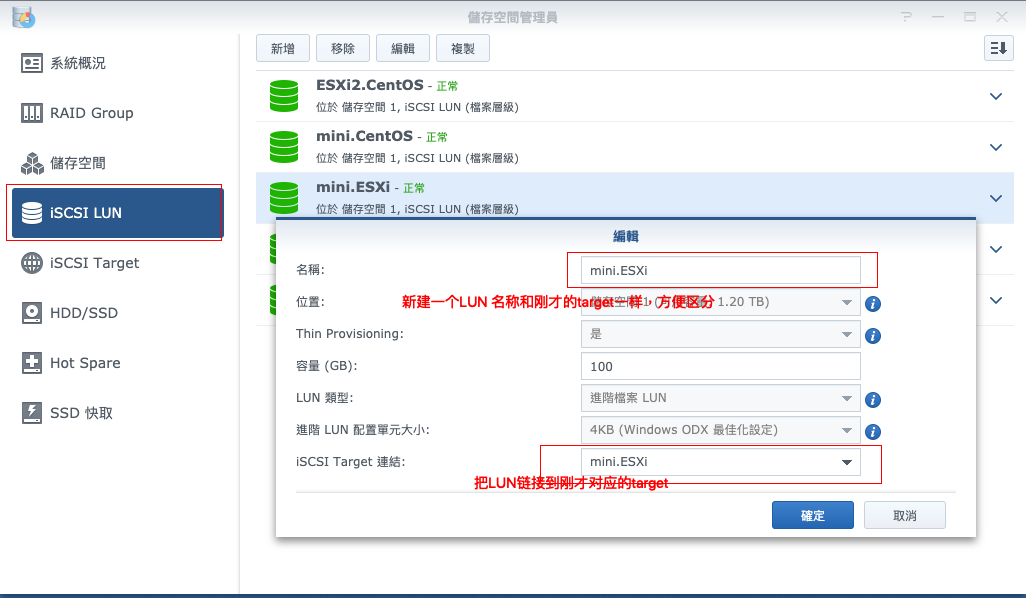 儲存空間管理員
系統概況
RAID Group
儲存空間
iSCSI LUN
iSCSI Target
HDD/SSD
Hot Spare
SSD 快取
新增
移除
編輯
複製
ESXi2.CentOS - 正常
位於 儲存空間 1, iSCSI LUN (檔案層級)
mini.CentOS - 正常
位於 儲存空間 1, iSCSI LUN (檔案層級)
mini.ESXi - 正常
位於 儲存空間 1, iSCSI LUN (檔案層級)
編輯
名稱:
mini.ESXi
新建一个LUN 名称和刚才的target一样，方便区分
位置:
儲存空間 1 1.20 TB)
Thin Provisioning:
是
容量 (GB):
100
LUN 類型:
進階檔案 LUN
進階 LUN 配置單元大小:
4KB (Windows ODX 最佳化設定)
iSCSI Target 連結:
mini.ESXi
把LUN链接到刚才对应的target
確定
取消